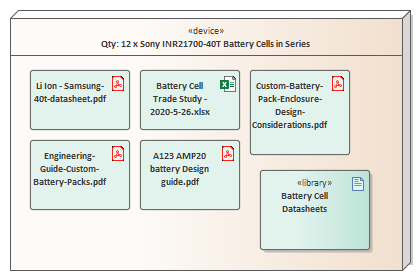 «device»
Qty: 12 x Sony INR21700-40T Battery Cells in Series
Li Ion - Samsung-
40t-datasheet.pdf
Battery Cell
Trade Study -
2020-5-26.xlsx
Custom-Battery-
Pack-Enclosure-
Design-
Considerations.pdf
Engineering-
Guide-Custom-
Battery-Packs.pdf
A123 AMP20
battery Design
guide.pdf
«library»
Battery Cell
Datasheets